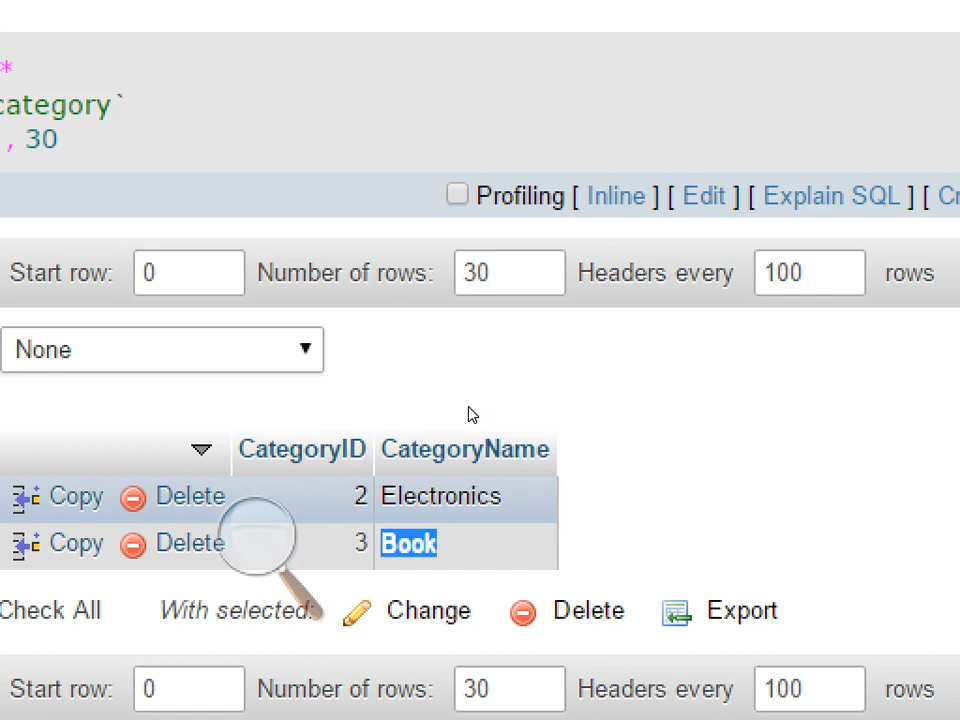 *
category`
, 30
Profiling [ Inline ] [ Edit ] [ Explain SQL ] [
Start row: 0 Number of rows: 30 Headers every 100 rows
None
CategoryID CategoryName
Copy Delete 2 Electronics
Copy Delete 3 Book
Check All With selected: Change Delete Export
Start row: 0 Number of rows: 30 Headers every 100 rows